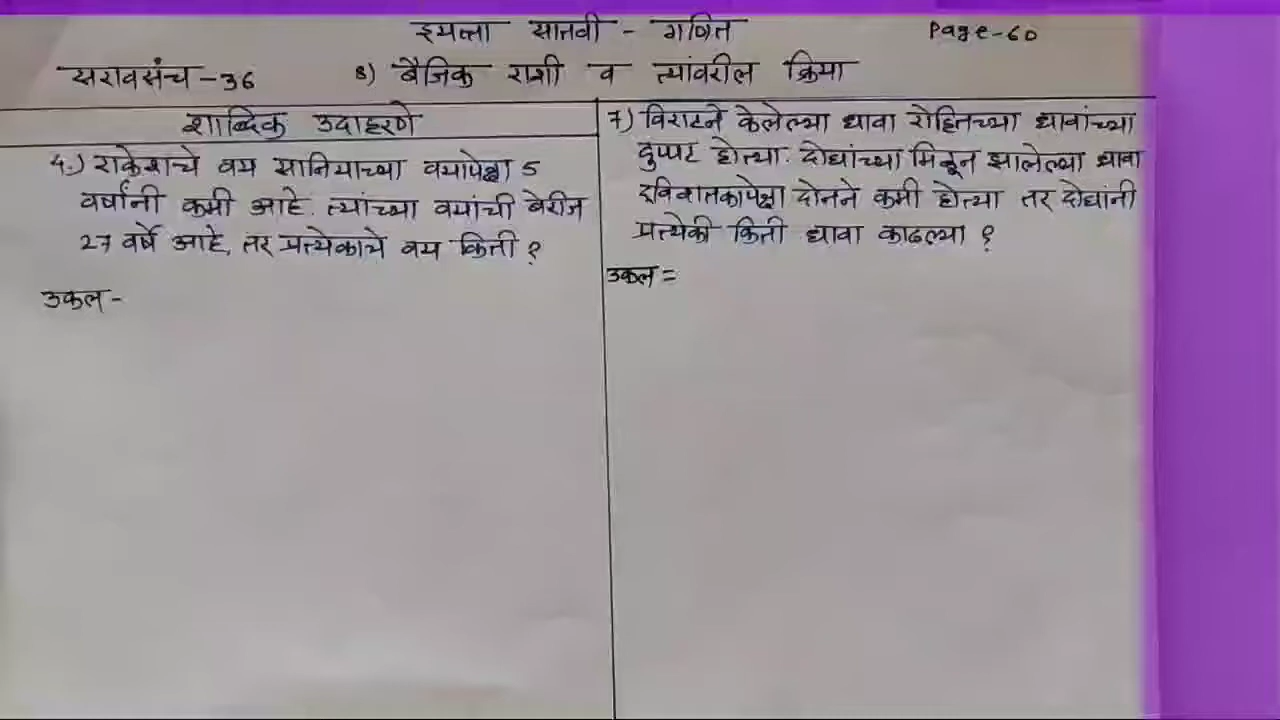 इयत्ता सातवी - गणित
Page-60
सरावसंच-36
8) बैजिक राशी व त्यांवरील क्रिया
शाब्दिक उदाहरणे
4.) राकेशचे वय सानियाच्या वयापेक्षा 5
वर्षांनी कमी आहे. त्यांच्या वयांची बेरीज
27 वर्षे आहे, तर प्रत्येकाचे वय किती ?
उकल -
7) विराटने केलेल्या धावा रोहितच्या धावांच्या
दुप्पट होत्या. दोघांच्या मिळून झालेल्या धावा
द्विशतकापेक्षा दोनने कमी होत्या तर दोघांनी
प्रत्येकी किती धावा काढल्या ?
उकल =